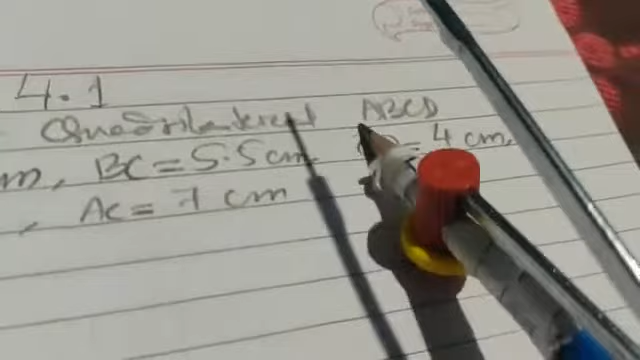 4.1
Quadrilateral ABCD
m, BC = 5.5 cm = 4 cm,
, AC = 7 cm